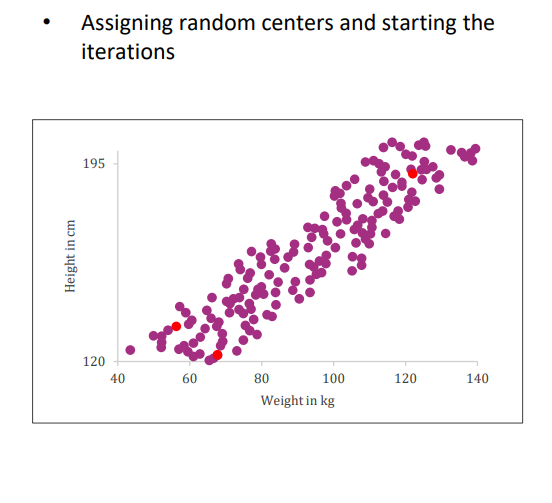 • Assigning random centers and starting the
iterations
195
Height in cm
120
40 60 80 100 120 140
Weight in kg